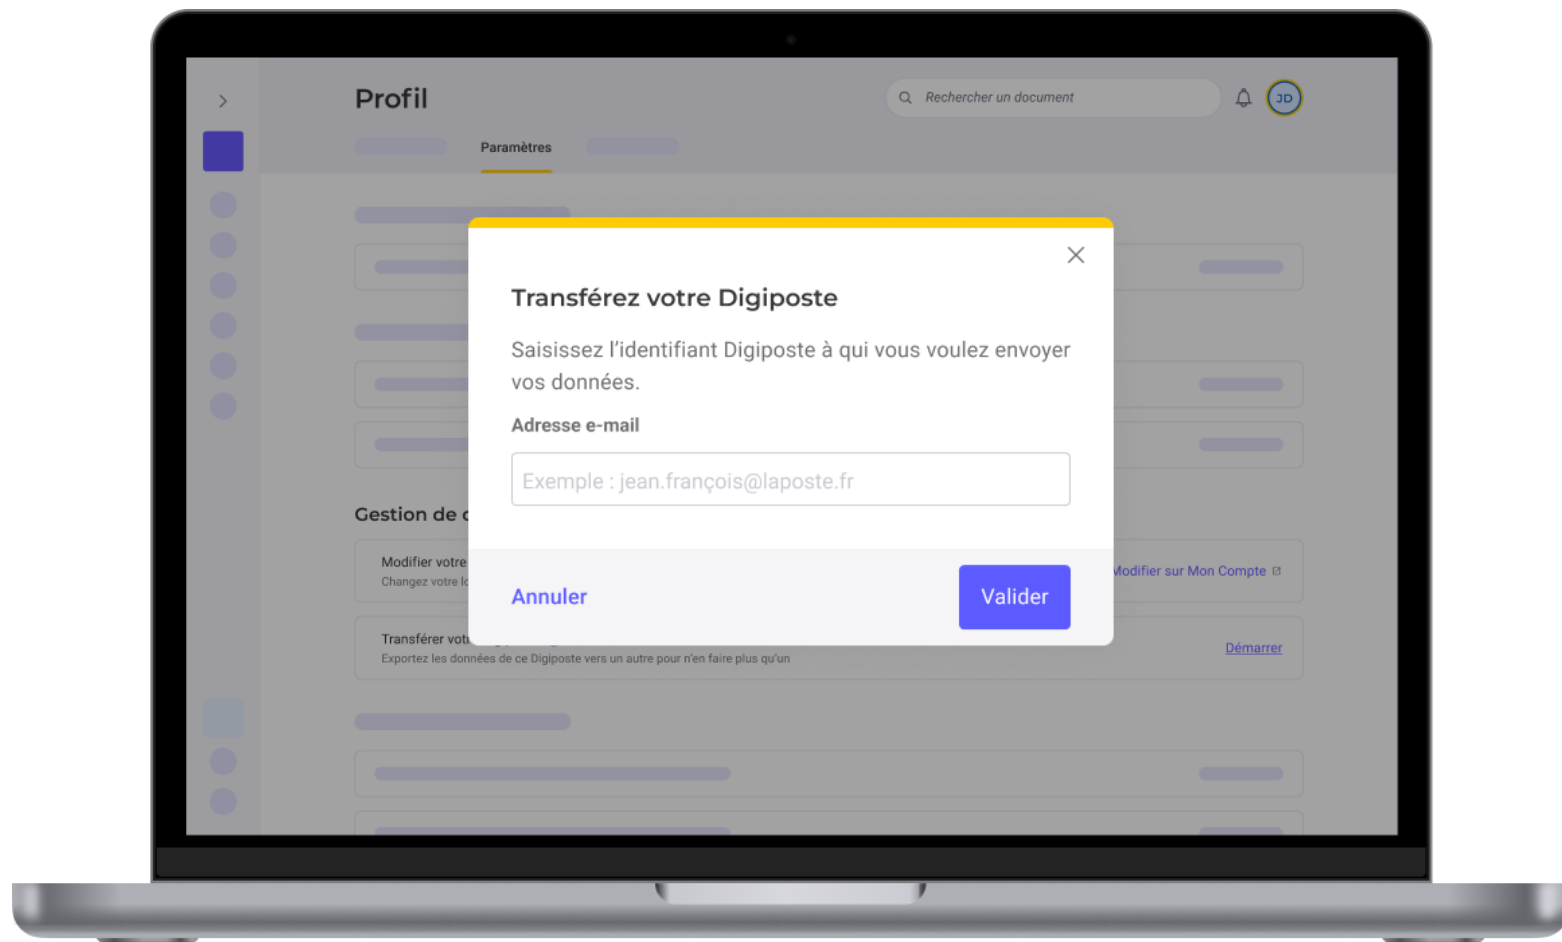 Profil
Rechercher un document
JD
Paramètres
Transférez votre Digiposte
Saisissez l’identifiant Digiposte à qui vous voulez envoyer
vos données.
Adresse e-mail
Exemple : jean.françois@laposte.fr
Gestion de
Modifier votre
Changez votre
Modifier sur Mon Compte
Annuler
Valider
Transférer
Exportez les données de ce Digiposte vers un autre pour n’en faire plus qu’un
Démarrer